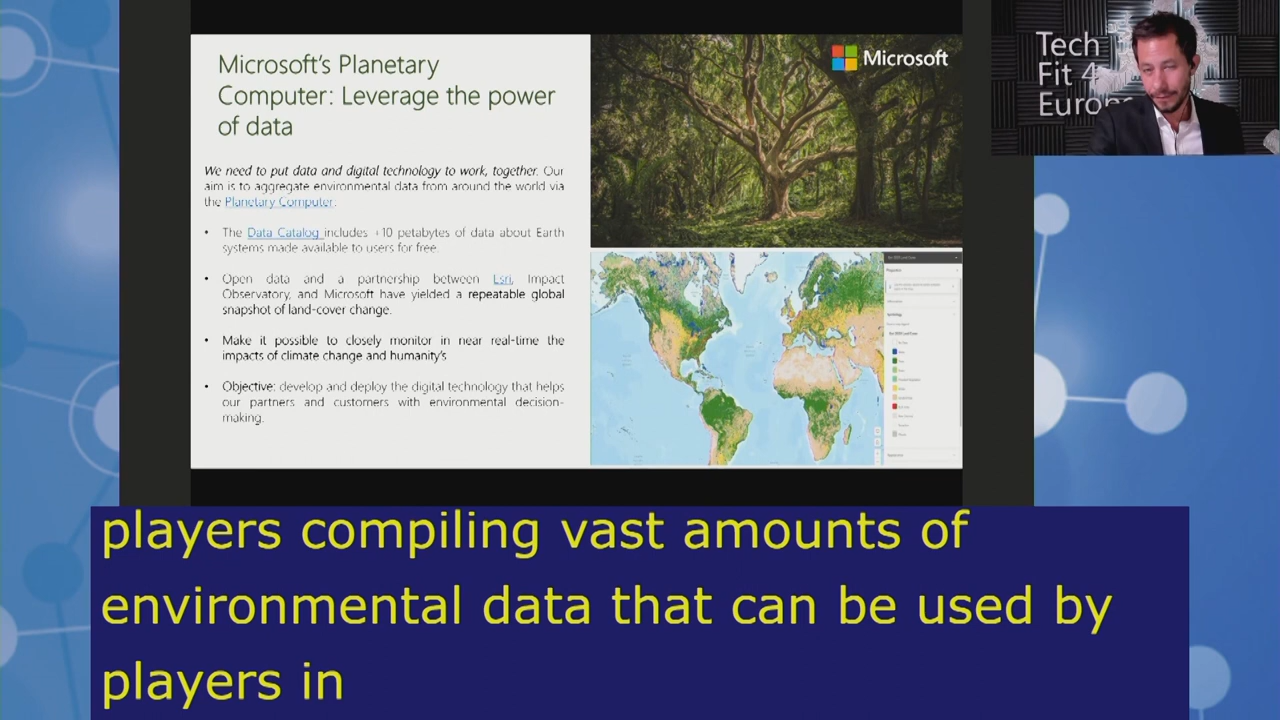 Microsoft's Planetary
Computer: Leverage the power
of data
We need to put data and digital technology to work, together. Our
aim is to aggregate environmental data from around the world via
the Planetary Computer.
• The Data Catalog includes +10 petabytes of data about Earth
systems made available to users for free.
• Open data and a partnership between Esri, Impact
Observatory and Microsoft have yielded a repeatable global
snapshot of land-cover change.
• Make it possible to closely monitor in near real-time the
impacts of climate change and humanity's
• Objective: develop and deploy the digital technology that helps
our partners and customers with environmental decision-
making.
Microsoft
Tech
Fit 4
Europe
players compiling vast amounts of
environmental data that can be used by
players in